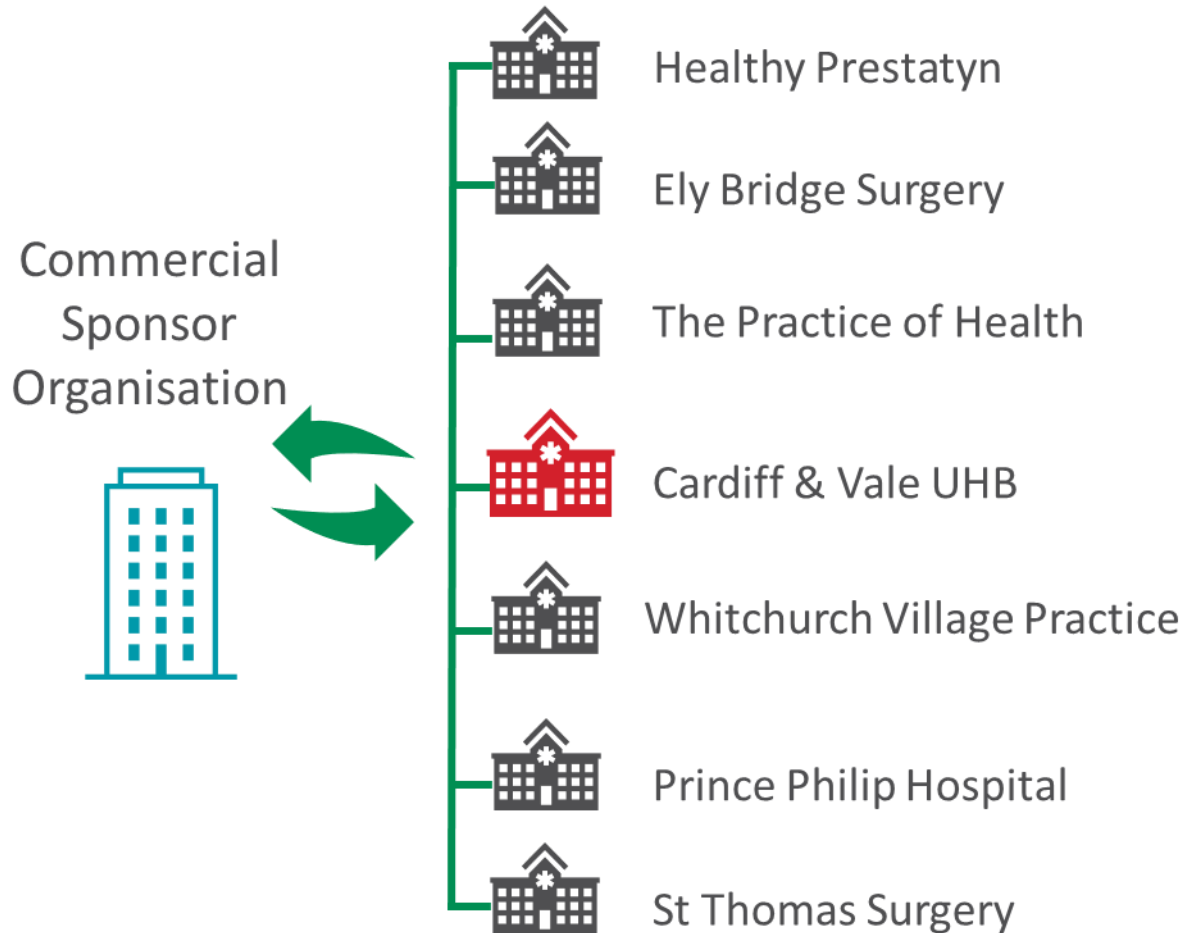 Commercial
Sponsor
Organisation
Healthy Prestatyn
Ely Bridge Surgery
The Practice of Health
Cardiff & Vale UHB
Whitchurch Village Practice
Prince Philip Hospital
St Thomas Surgery